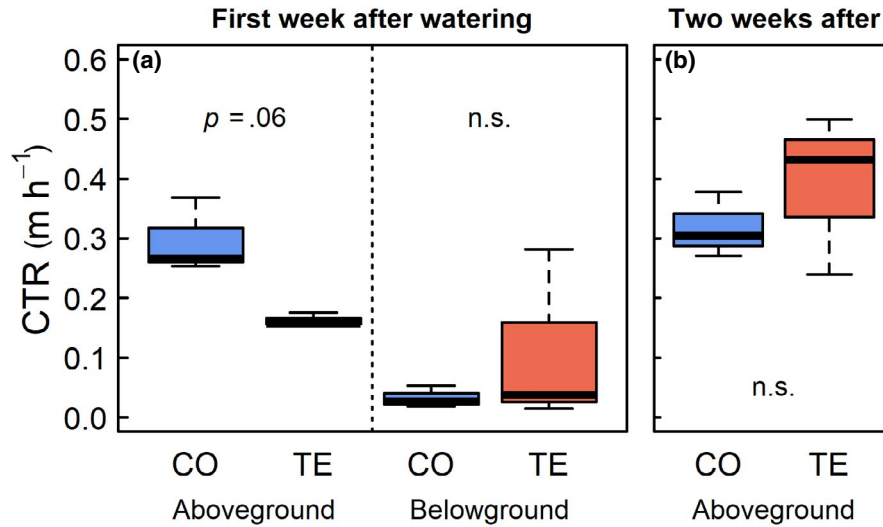 First week after watering
Two weeks after
(a)
(b)
p = .06
n.s.
n.s.
CTR (m h⁻¹)
0.6
0.5
0.4
0.3
0.2
0.1
0.0
CO TE CO TE CO TE
Aboveground Belowground Aboveground